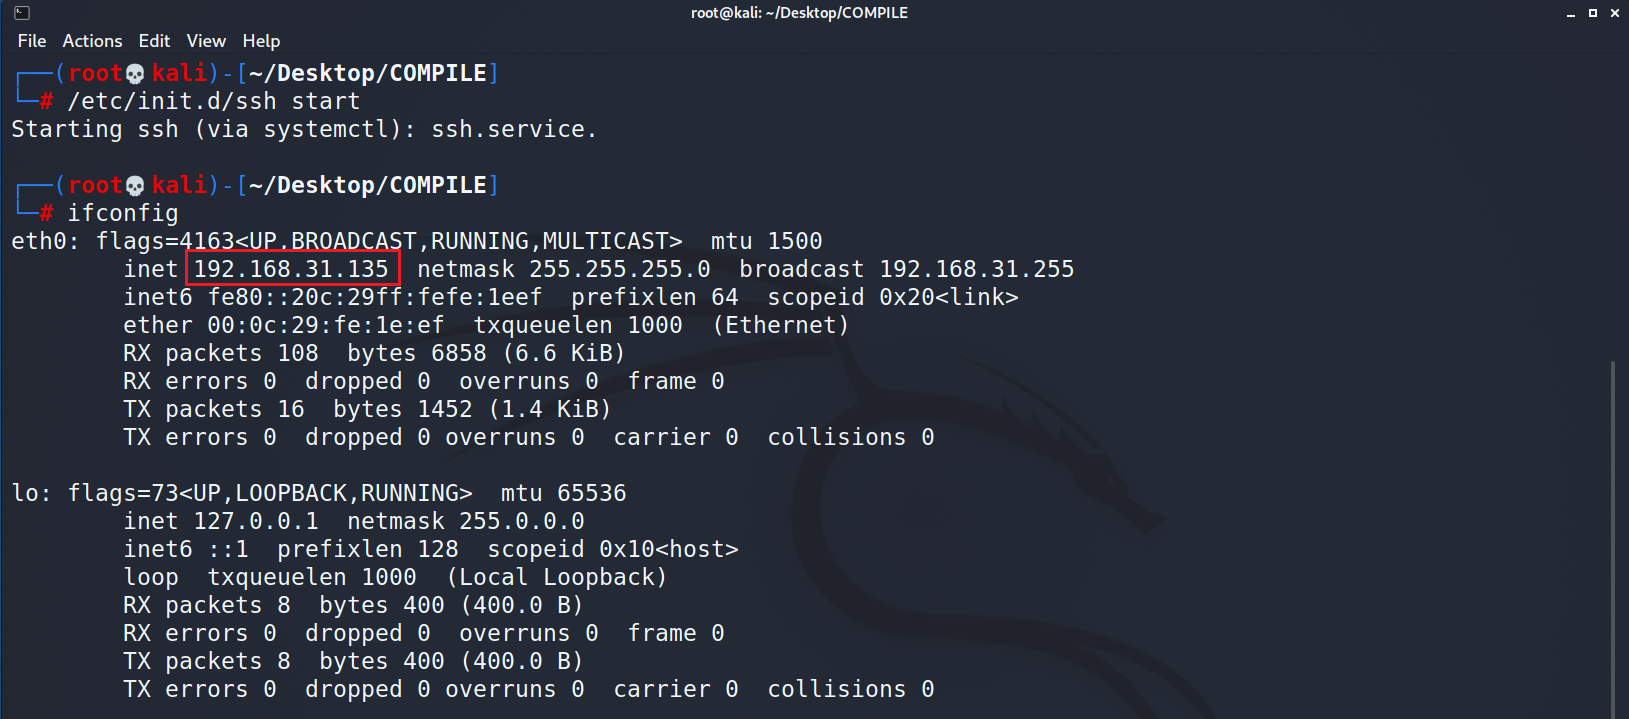 root@kali: ~/Desktop/COMPILE
File Actions Edit View Help
┌──(root💀kali)-[~/Desktop/COMPILE]
└─# /etc/init.d/ssh start
Starting ssh (via systemctl): ssh.service.
┌──(root💀kali)-[~/Desktop/COMPILE]
└─# ifconfig
eth0: flags=4163<UP,BROADCAST,RUNNING,MULTICAST>  mtu 1500
        inet 192.168.31.135  netmask 255.255.255.0  broadcast 192.168.31.255
        inet6 fe80::20c:29ff:fefe:1eef  prefixlen 64  scopeid 0x20<link>
        ether 00:0c:29:fe:1e:ef  txqueuelen 1000  (Ethernet)
        RX packets 108  bytes 6858 (6.6 KiB)
        RX errors 0  dropped 0  overruns 0  frame 0
        TX packets 16  bytes 1452 (1.4 KiB)
        TX errors 0  dropped 0 overruns 0  carrier 0  collisions 0
lo: flags=73<UP,LOOPBACK,RUNNING>  mtu 65536
        inet 127.0.0.1  netmask 255.0.0.0
        inet6 ::1  prefixlen 128  scopeid 0x10<host>
        loop  txqueuelen 1000  (Local Loopback)
        RX packets 8  bytes 400 (400.0 B)
        RX errors 0  dropped 0  overruns 0  frame 0
        TX packets 8  bytes 400 (400.0 B)
        TX errors 0  dropped 0 overruns 0  carrier 0  collisions 0